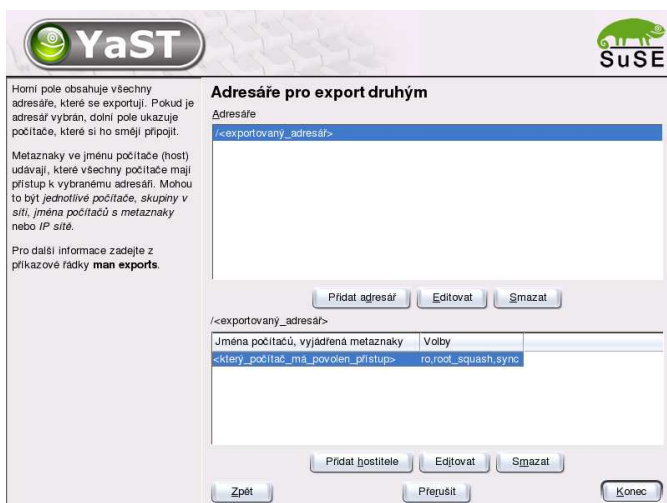 YaST
SuSE
Horní pole obsahuje všechny
adresáře, které se exportují. Pokud je
adresář vybrán, dolní pole ukazuje
počítače, které si ho smějí připojit.
Metaznaky ve jménu počítače (host)
udávají, které všechny počítače mají
přístup k vybranému adresáři. Mohou
to být jednotlivé počítače, skupiny v
síti, jména počítačů s metaznaky
nebo IP sítě.
Pro další informace zadejte z
příkazové řádky man exports.
Adresáře pro export druhým
Adresáře
/<exportovaný_adresář>
Přidat adresář Editovat Smazat
/<exportovaný_adresář>
Jména počítačů, vyjádřená metaznaky Volby
<který_počítač_má_povolen_přístup> ro,root_squash,sync
Přidat hostitele Editovat Smazat
Zpět Přerušit Konec